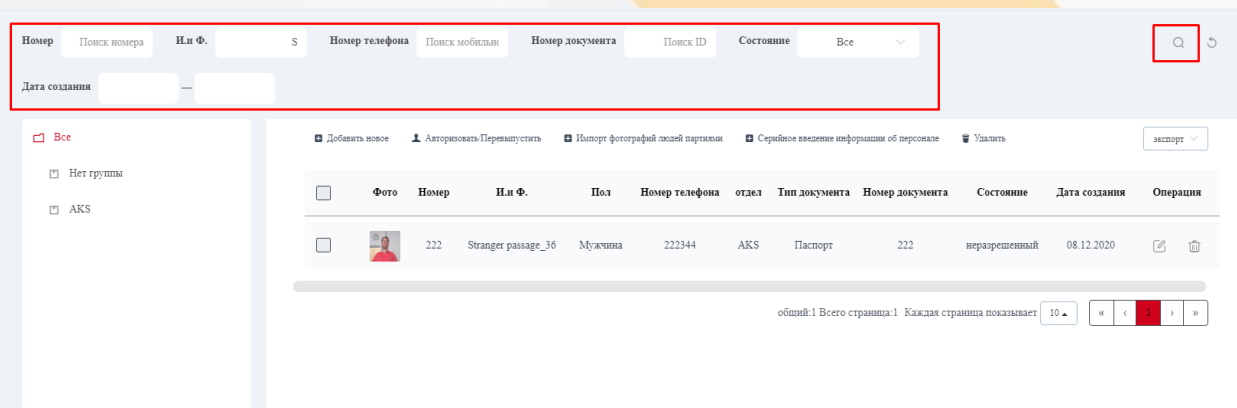 Номер Поиск номера И.и Ф. S Номер телефона Поиск мобильнс Номер документа Поиск ID Состояние Все
Дата создания —
Все
Нет группы
AKS
Добавить новое Авторизовать/Перевыпустить Импорт фотографий людей партиями Серийное введение информации об персонале Удалить экспорт
Фото Номер И.и Ф. Пол Номер телефона отдел Тип документа Номер документа Состояние Дата создания Операция
222 Stranger passage_36 Мужчина 222344 AKS Паспорт 222 неразрешенный 08.12.2020
общий:1 Всего страница:1 Каждая страница показывает 10 « ‹ 1 › »